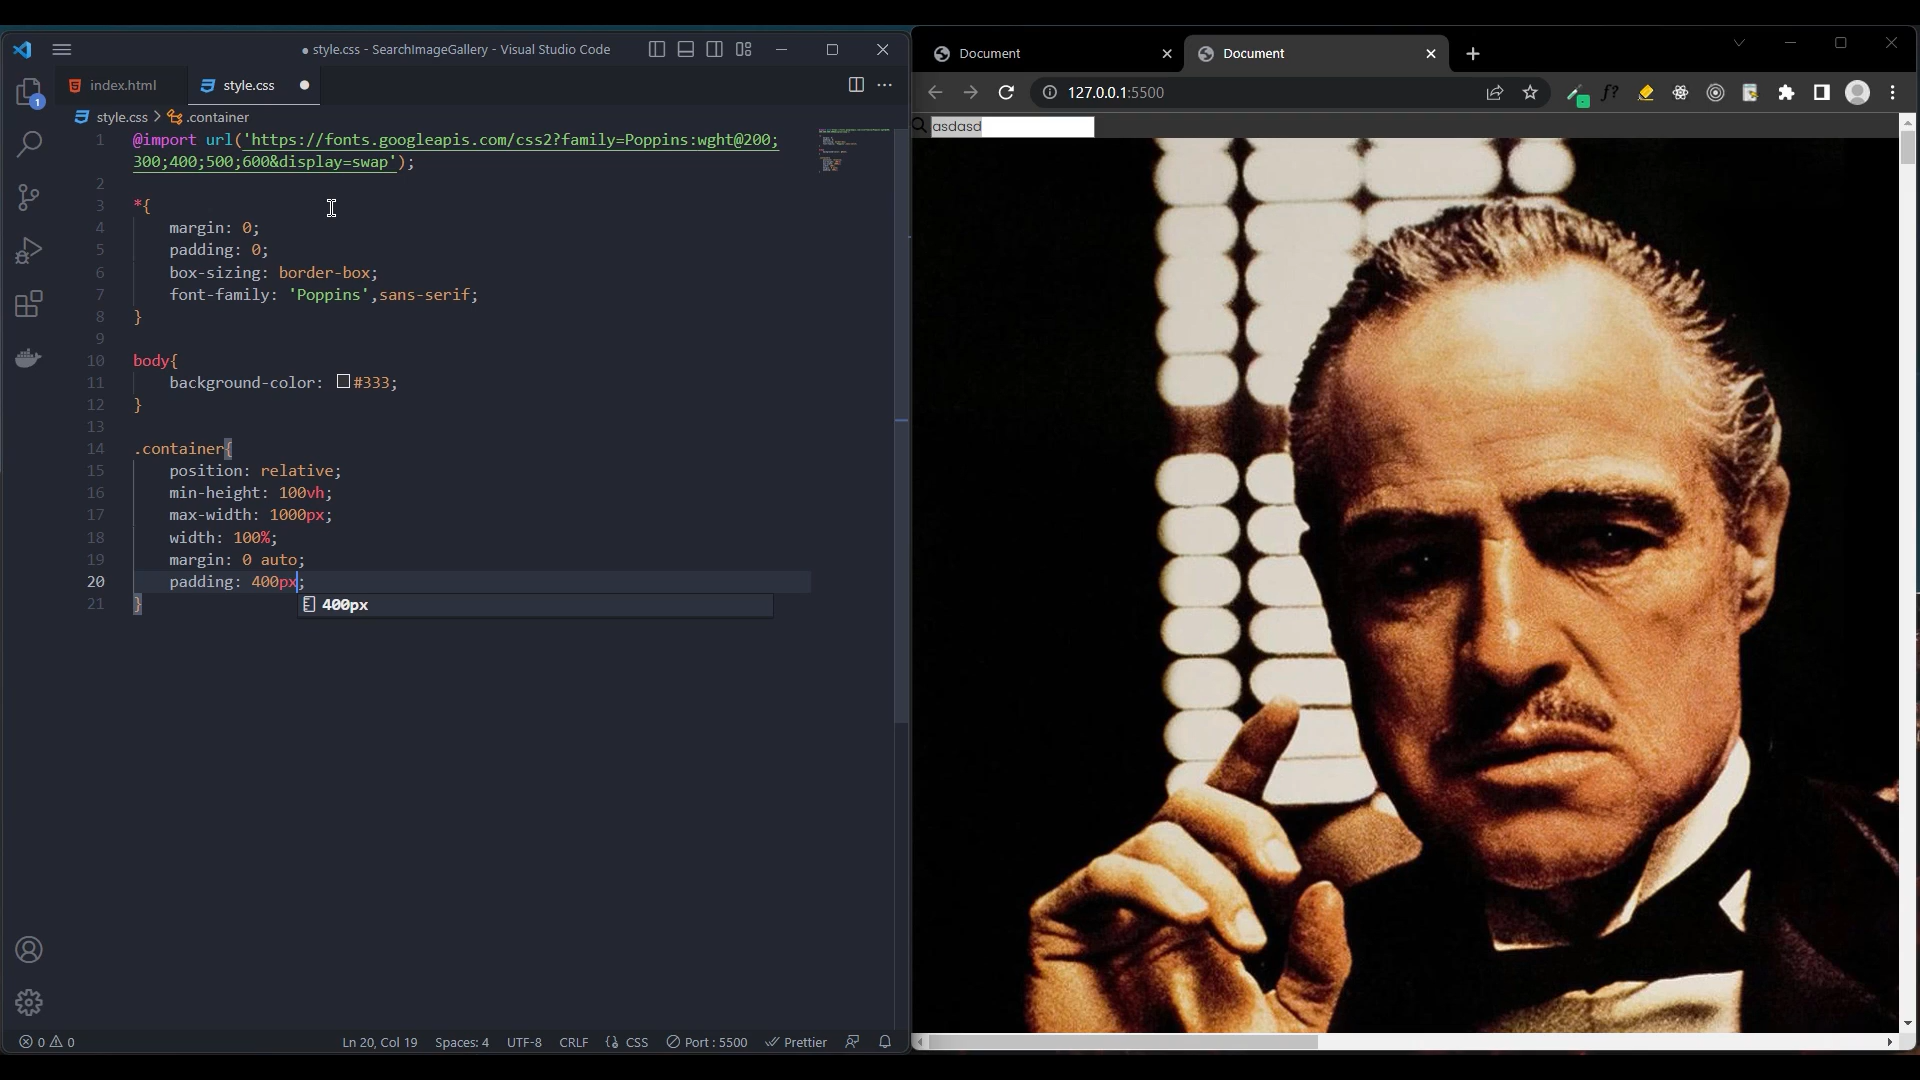 style.css - SearchImageGallery - Visual Studio Code
index.html
style.css
style.css > .container
1 @import url('https://fonts.googleapis.com/css2?family=Poppins:wght@200;
300;400;500;600&display=swap');
2
3 *{
4 margin: 0;
5 padding: 0;
6 box-sizing: border-box;
7 font-family: 'Poppins',sans-serif;
8 }
9
10 body{
11 background-color: #333;
12 }
13
14 .container{
15 position: relative;
16 min-height: 100vh;
17 max-width: 1000px;
18 width: 100%;
19 margin: 0 auto;
20 padding: 400px;
21 }
400px
1
0 0
Ln 20, Col 19
Spaces: 4
UTF-8
CRLF
{} CSS
Port : 5500
Prettier
Document
Document
127.0.0.1:5500
f?
asdasd